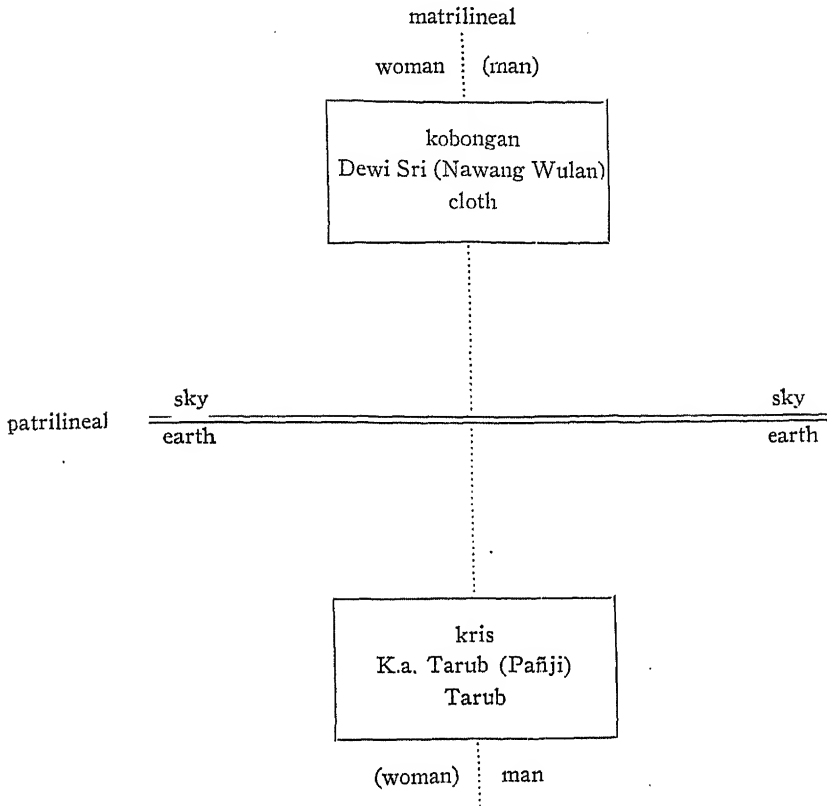 matrilineal
woman (man)
kobongan
Dewi Sri (Nawang Wulan)
cloth
sky sky
patrilineal
earth earth
kris
K.a. Tarub (Pañji)
Tarub
(woman) man